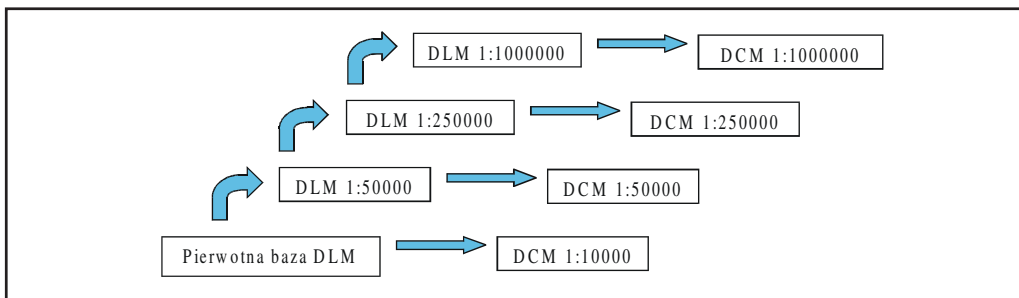 DLM 1:1000000
DCM 1:1000000
DLM 1:250000
DCM 1:250000
DLM 1:50000
DCM 1:50000
Pierwotna baza DLM
DCM 1:10000